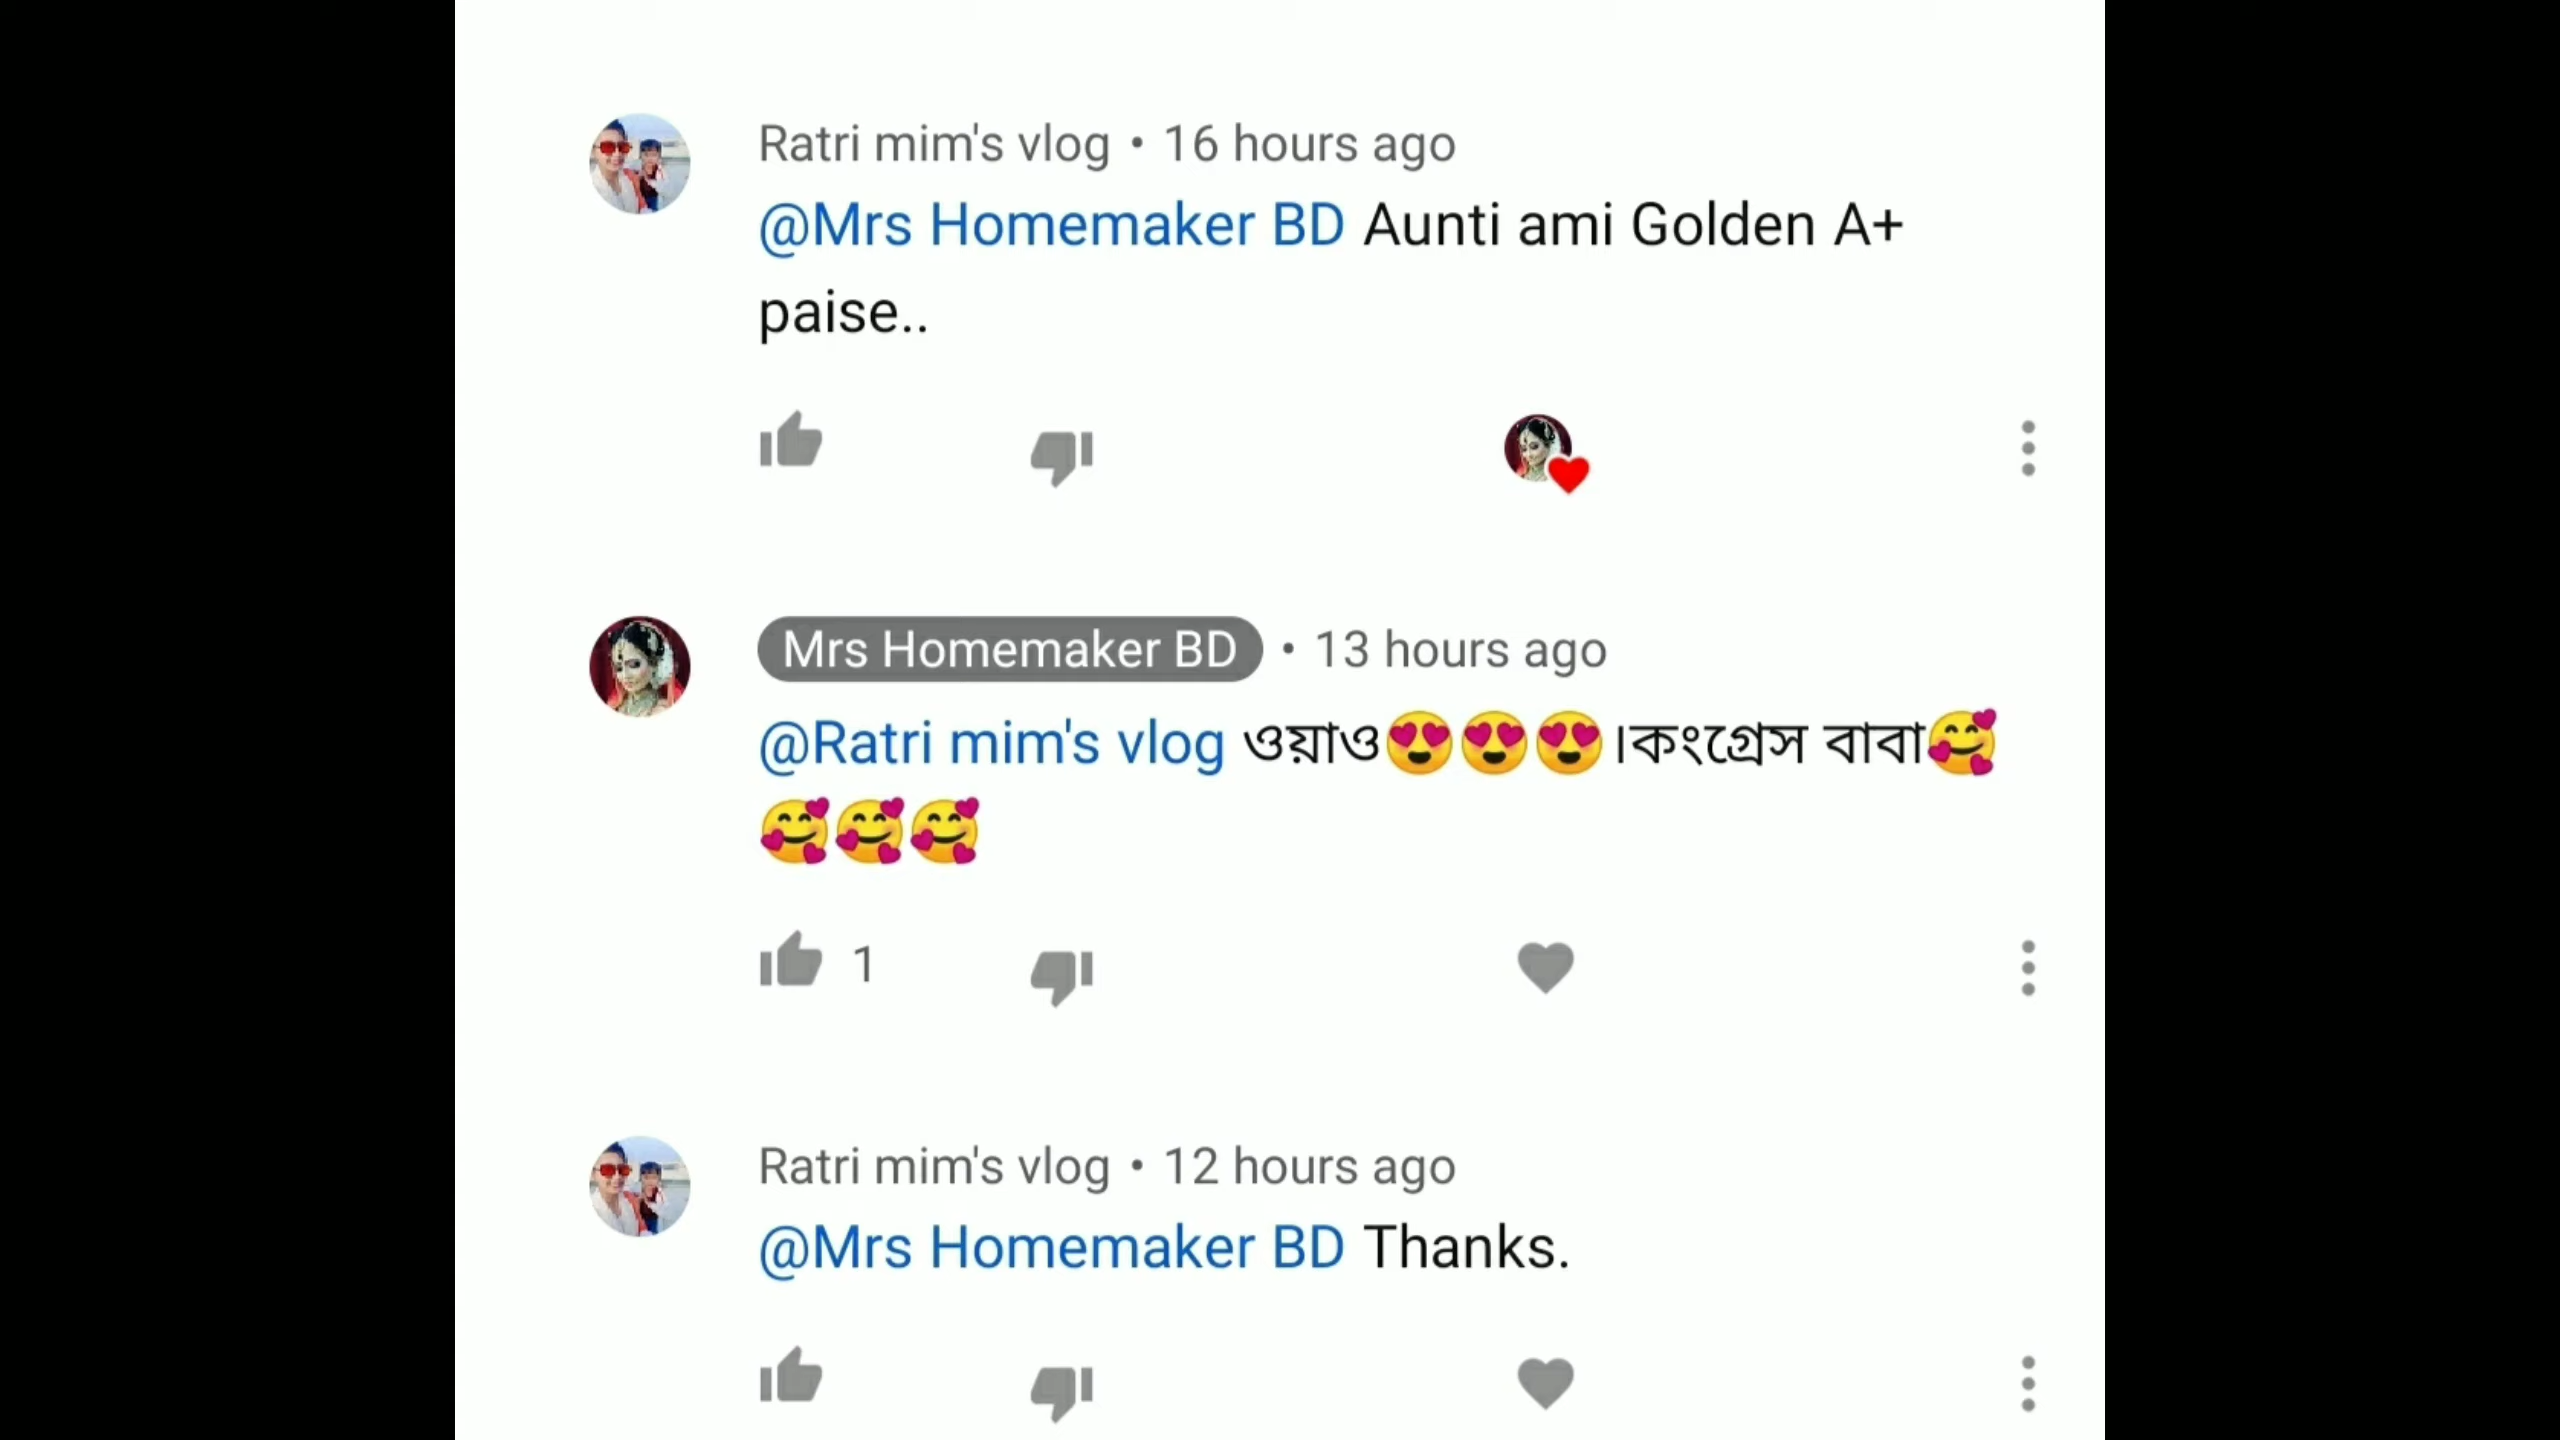 Ratri mim's vlog • 16 hours ago
@Mrs Homemaker BD Aunti ami Golden A+
paise..
Mrs Homemaker BD • 13 hours ago
@Ratri mim's vlog ওয়াও😍😍😍।কংগ্রেস বাবা🥰
🥰🥰🥰
1
Ratri mim's vlog • 12 hours ago
@Mrs Homemaker BD Thanks.